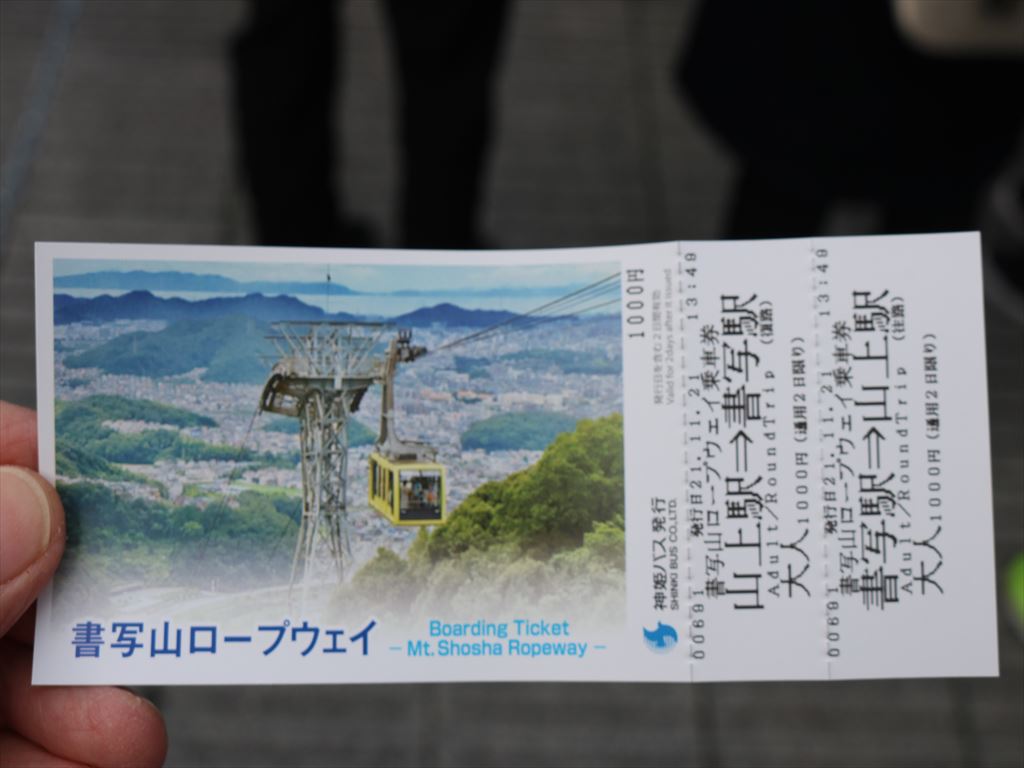 書写山ロープウェイ
Boarding Ticket
– Mt. Shosha Ropeway –
神姫バス発行
SHINKI BUS CO.,LTD.
1000円
発行日を含む2日間有効
Valid for 2days after it issued
00691 発行日21.11.21 13:49
書写山ロープウェイ乗車券
山上駅⇒書写駅
Adult/RoundTrip (復路)
大人1000円 (通用2日限り)
00691 発行日21.11.21 13:49
書写山ロープウェイ乗車券
書写駅⇒山上駅
Adult/RoundTrip (往路)
大人1000円 (通用2日限り)